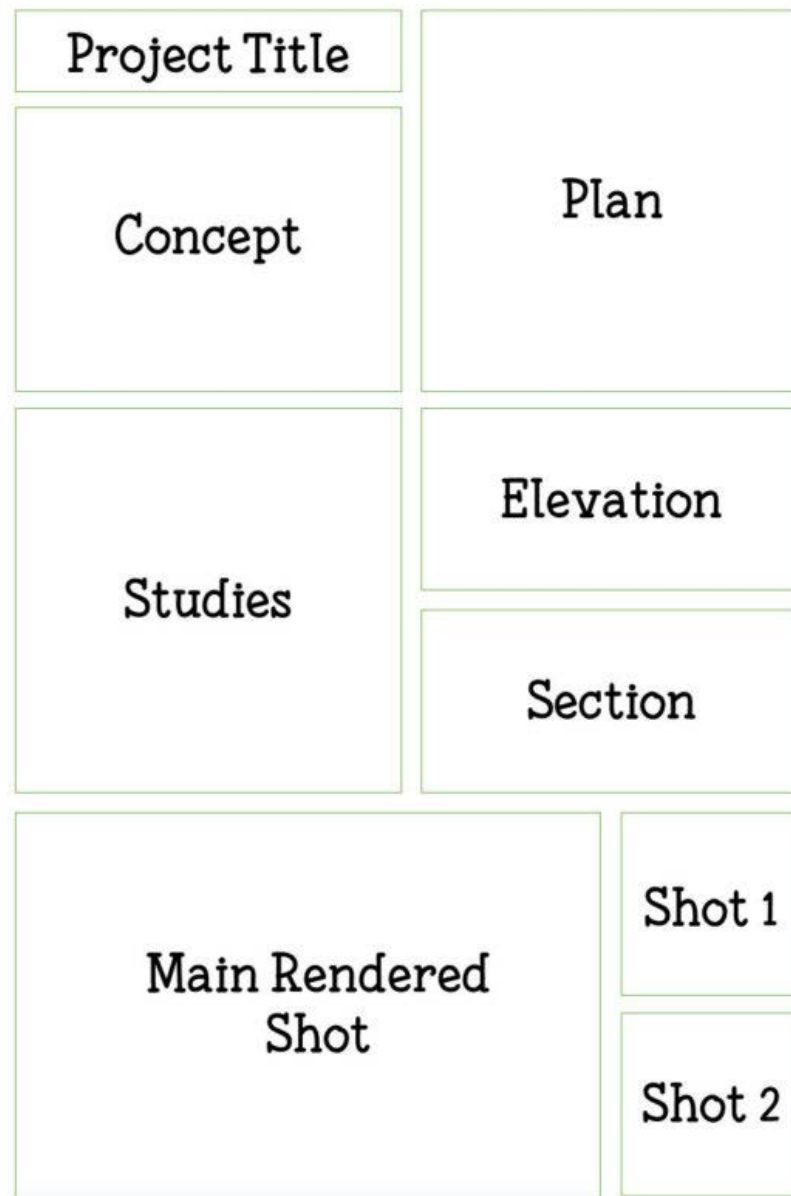 Project Title
Concept
Plan
Studies
Elevation
Section
Main Rendered
Shot
Shot 1
Shot 2